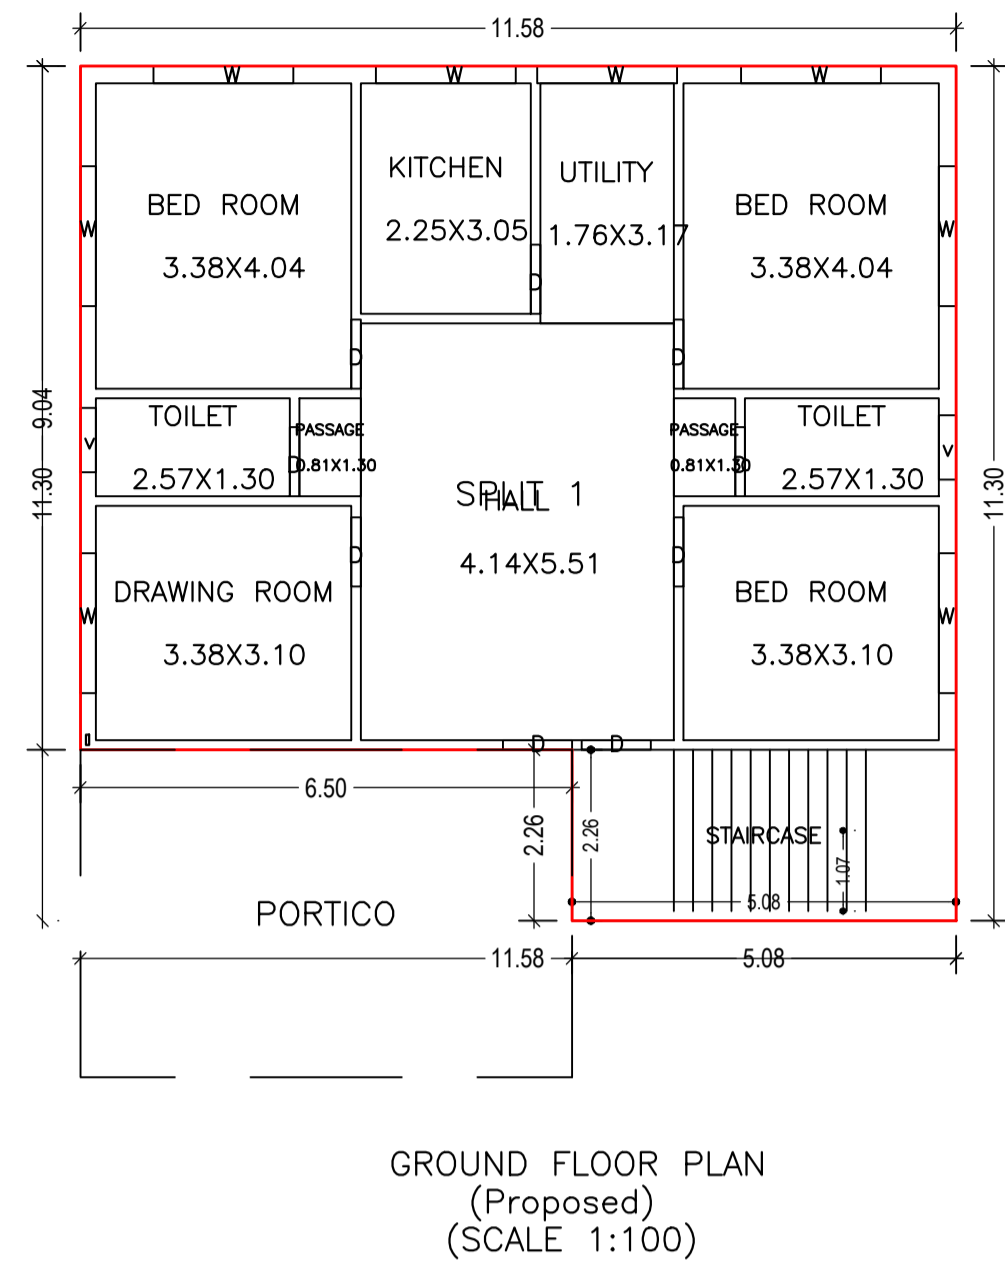 11.58
W
W
W
W
BED ROOM
3.38X4.04
KITCHEN
2.25X3.05
UTILITY
1.76X3.17
BED ROOM
3.38X4.04
W
W
D
D
D
9.04
11.30
11.30
TOILET
2.57X1.30
V
PASSAGE
0.81X1.30
D
PASSAGE
0.81X1.30
D
TOILET
2.57X1.30
V
SPLIT 1
HALL
4.14X5.51
D
D
DRAWING ROOM
3.38X3.10
W
BED ROOM
3.38X3.10
W
D
D
6.50
2.26
2.26
STAIRCASE
1.07
5.08
PORTICO
11.58
5.08
GROUND FLOOR PLAN
(Proposed)
(SCALE 1:100)